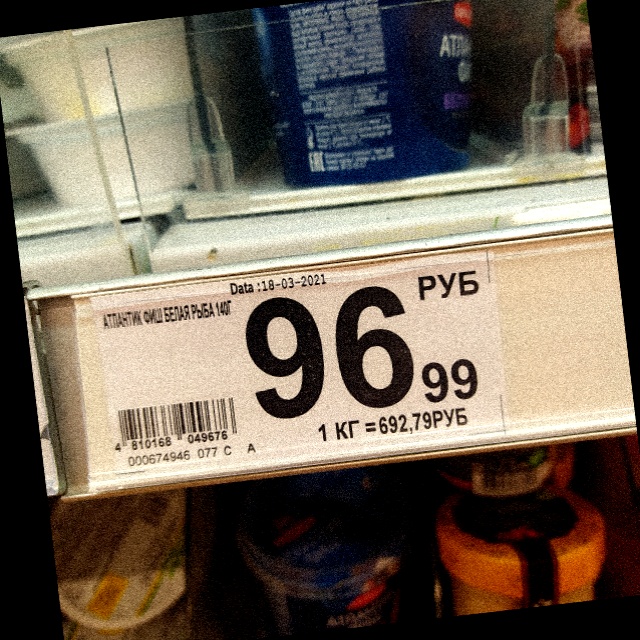 АТЛ
Data :18-03-2021
АТЛАНТИК ФИШ БЕЛАЯ РЫБА 140Г
96 99 РУБ
1 КГ =692,79РУБ
4 810168 049676
000674946 077 С А